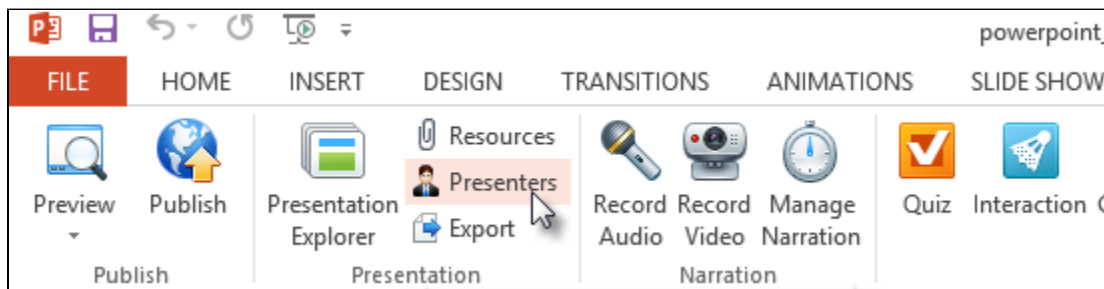 powerpoint_
FILE HOME INSERT DESIGN TRANSITIONS ANIMATIONS SLIDE SHOW
Preview
Publish
Publish
Presentation
Explorer
Resources
Presenters
Export
Presentation
Record
Audio
Record
Video
Manage
Narration
Narration
Quiz
Interaction